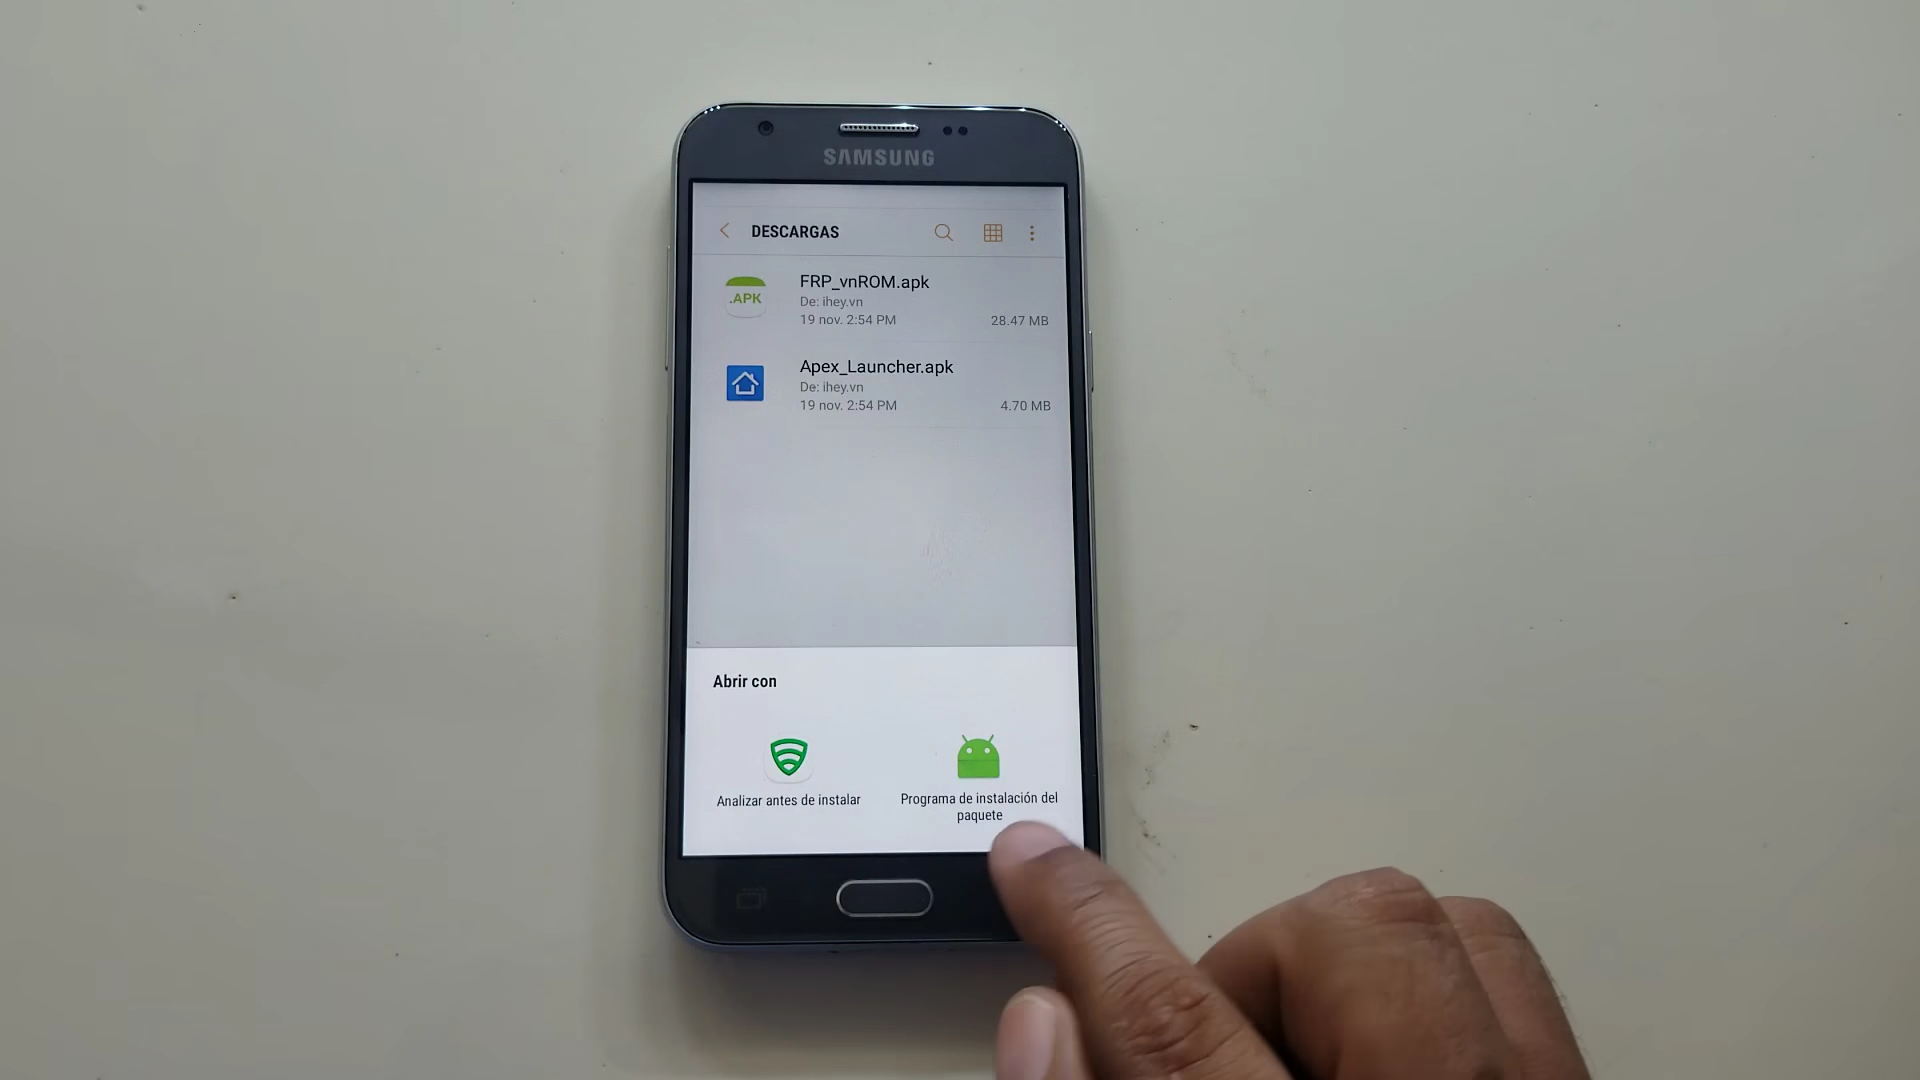 SAMSUNG
DESCARGAS
FRP_vnROM.apk
De: ihey.vn
19 nov. 2:54 PM
28.47 MB
.APK
Apex_Launcher.apk
De: ihey.vn
19 nov. 2:54 PM
4.70 MB
Abrir con
Analizar antes de instalar
Programa de instalación del
paquete